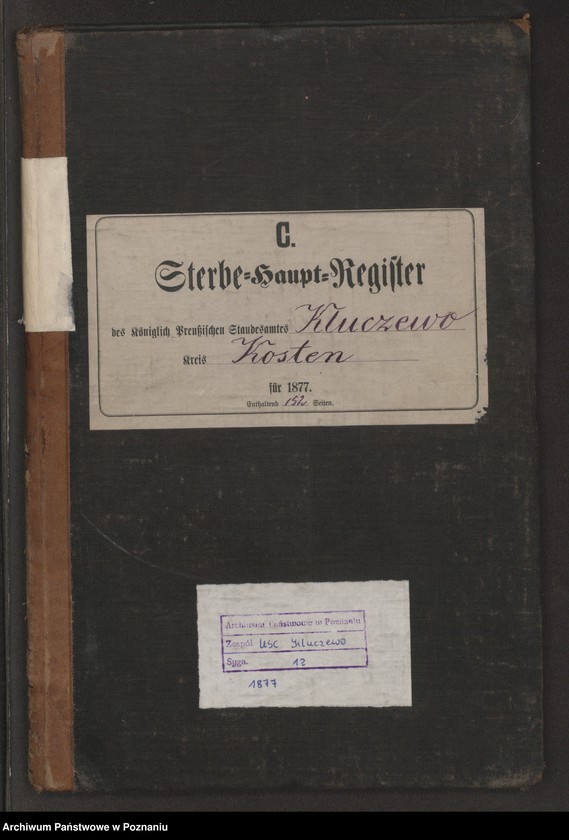 C.
Sterbe-Haupt-Register
des Königlich Preußischen Standesamtes Kluczewo
Kreis Kosten
für 1877.
Enthaltend 152 Seiten.
Archiwum Państwowe w Poznaniu
Zespół USC Kluczewo
Sygn. 12
1877
Archiwum Państwowe w Poznaniu